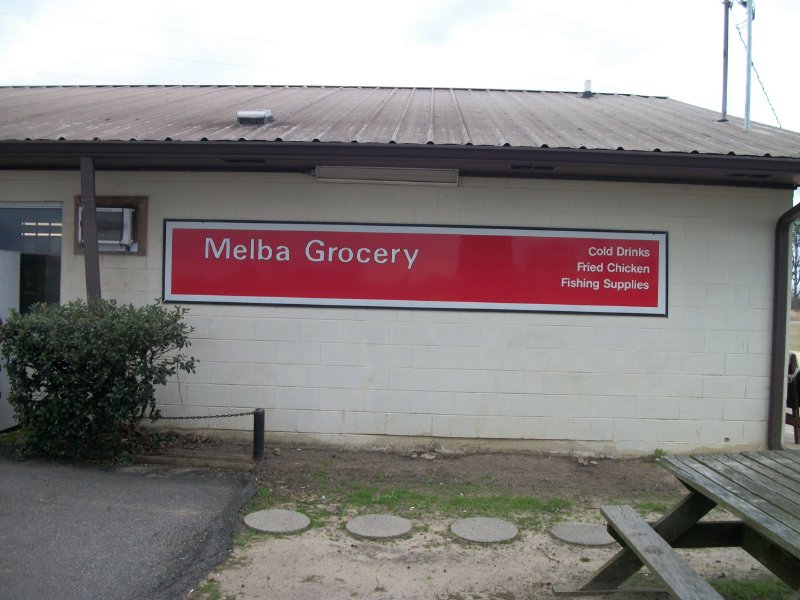 Melba Grocery
Cold Drinks
Fried Chicken
Fishing Supplies